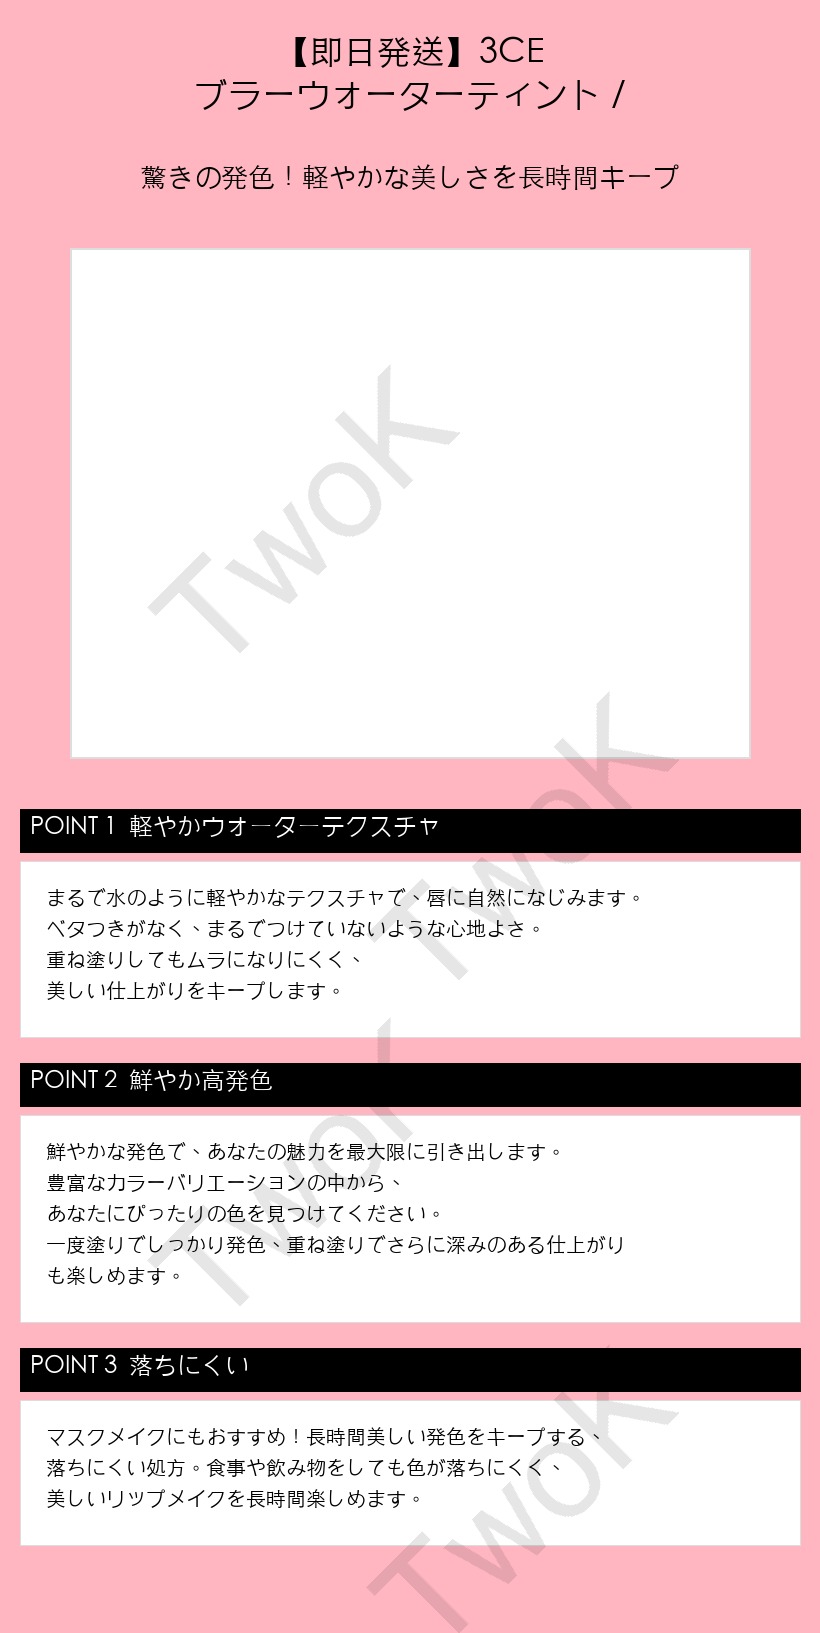 【即日発送】3CE
ブラーウォーターティント /
驚きの発色！軽やかな美しさを長時間キープ
TwoK
TwoK
POINT 1 軽やかウォーターテクスチャ
まるで水のように軽やかなテクスチャで、唇に自然になじみます。
ベタつきがなく、まるでつけていないような心地よさ。
重ね塗りしてもムラになりにくく、
美しい仕上がりをキープします。
TwoK
POINT 2 鮮やか高発色
鮮やかな発色で、あなたの魅力を最大限に引き出します。
豊富なカラーバリエーションの中から、
あなたにぴったりの色を見つけてください。
一度塗りでしっかり発色、重ね塗りでさらに深みのある仕上がり
も楽しめます。
POINT 3 落ちにくい
マスクメイクにもおすすめ！長時間美しい発色をキープする、
落ちにくい処方。食事や飲み物をしても色が落ちにくく、
美しいリップメイクを長時間楽しめます。
TwoK